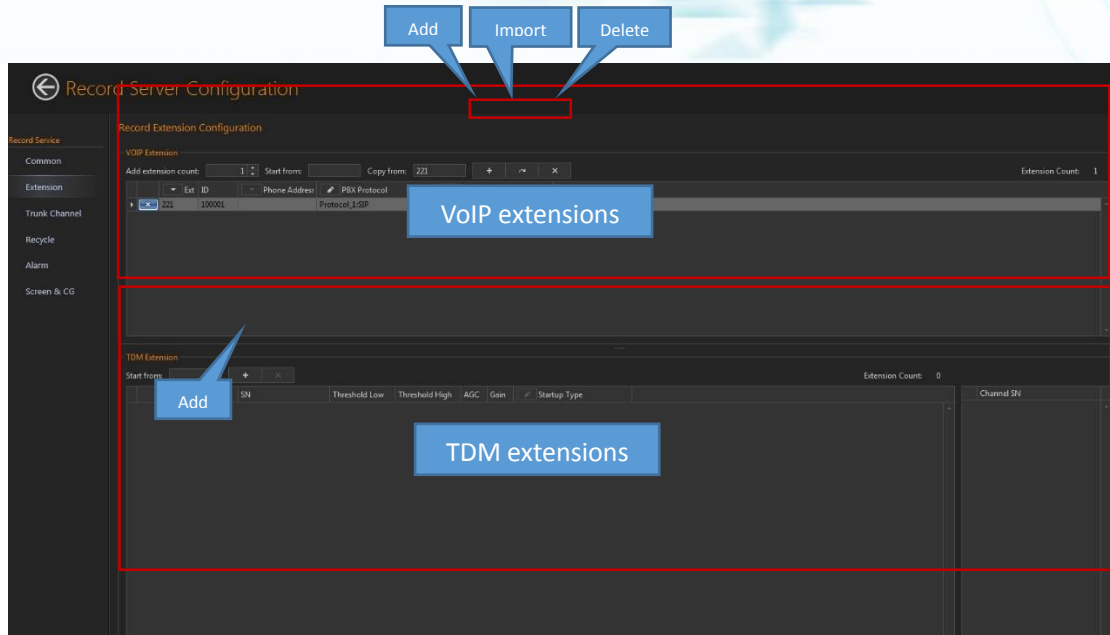 Add Import Delete
Record Server Configuration
Record Extension Configuration
Record Service
VOIP Extension
Common
Add extension count: 1 Start from: Copy from: 221 + × Extension Count: 1
Extension
Ext ID Phone Address PBX Protocol
221 100001 Protocol_1:SIP
VoIP extensions
Trunk Channel
Recycle
Alarm
Screen & CG
TDM Extension
Start from: + × Extension Count: 0
Add
SN Threshold Low Threshold High AGC Gain Startup Type Channel SN
TDM extensions